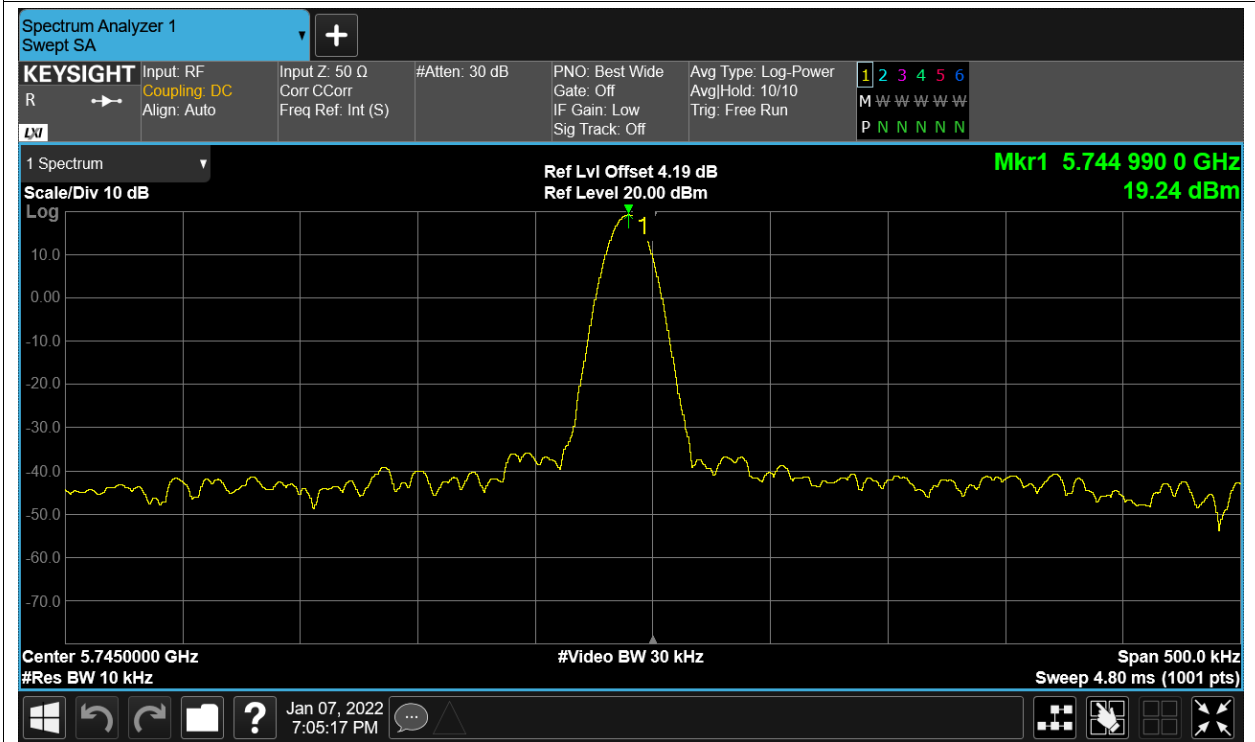 Spectrum Analyzer 1
Swept SA
+
KEYSIGHT
R
LXI
Input: RF
Coupling: DC
Align: Auto
Input Z: 50 Ω
Corr CCorr
Freq Ref: Int (S)
#Atten: 30 dB
PNO: Best Wide
Gate: Off
IF Gain: Low
Sig Track: Off
Avg Type: Log-Power
Avg|Hold: 10/10
Trig: Free Run
1 2 3 4 5 6
M W W W W W
P N N N N N
1 Spectrum
Scale/Div 10 dB
Log
Ref Lvl Offset 4.19 dB
Ref Level 20.00 dBm
Mkr1 5.744 990 0 GHz
19.24 dBm
1
10.0
0.00
-10.0
-20.0
-30.0
-40.0
-50.0
-60.0
-70.0
Center 5.7450000 GHz
#Res BW 10 kHz
#Video BW 30 kHz
Span 500.0 kHz
Sweep 4.80 ms (1001 pts)
?
Jan 07, 2022
7:05:17 PM